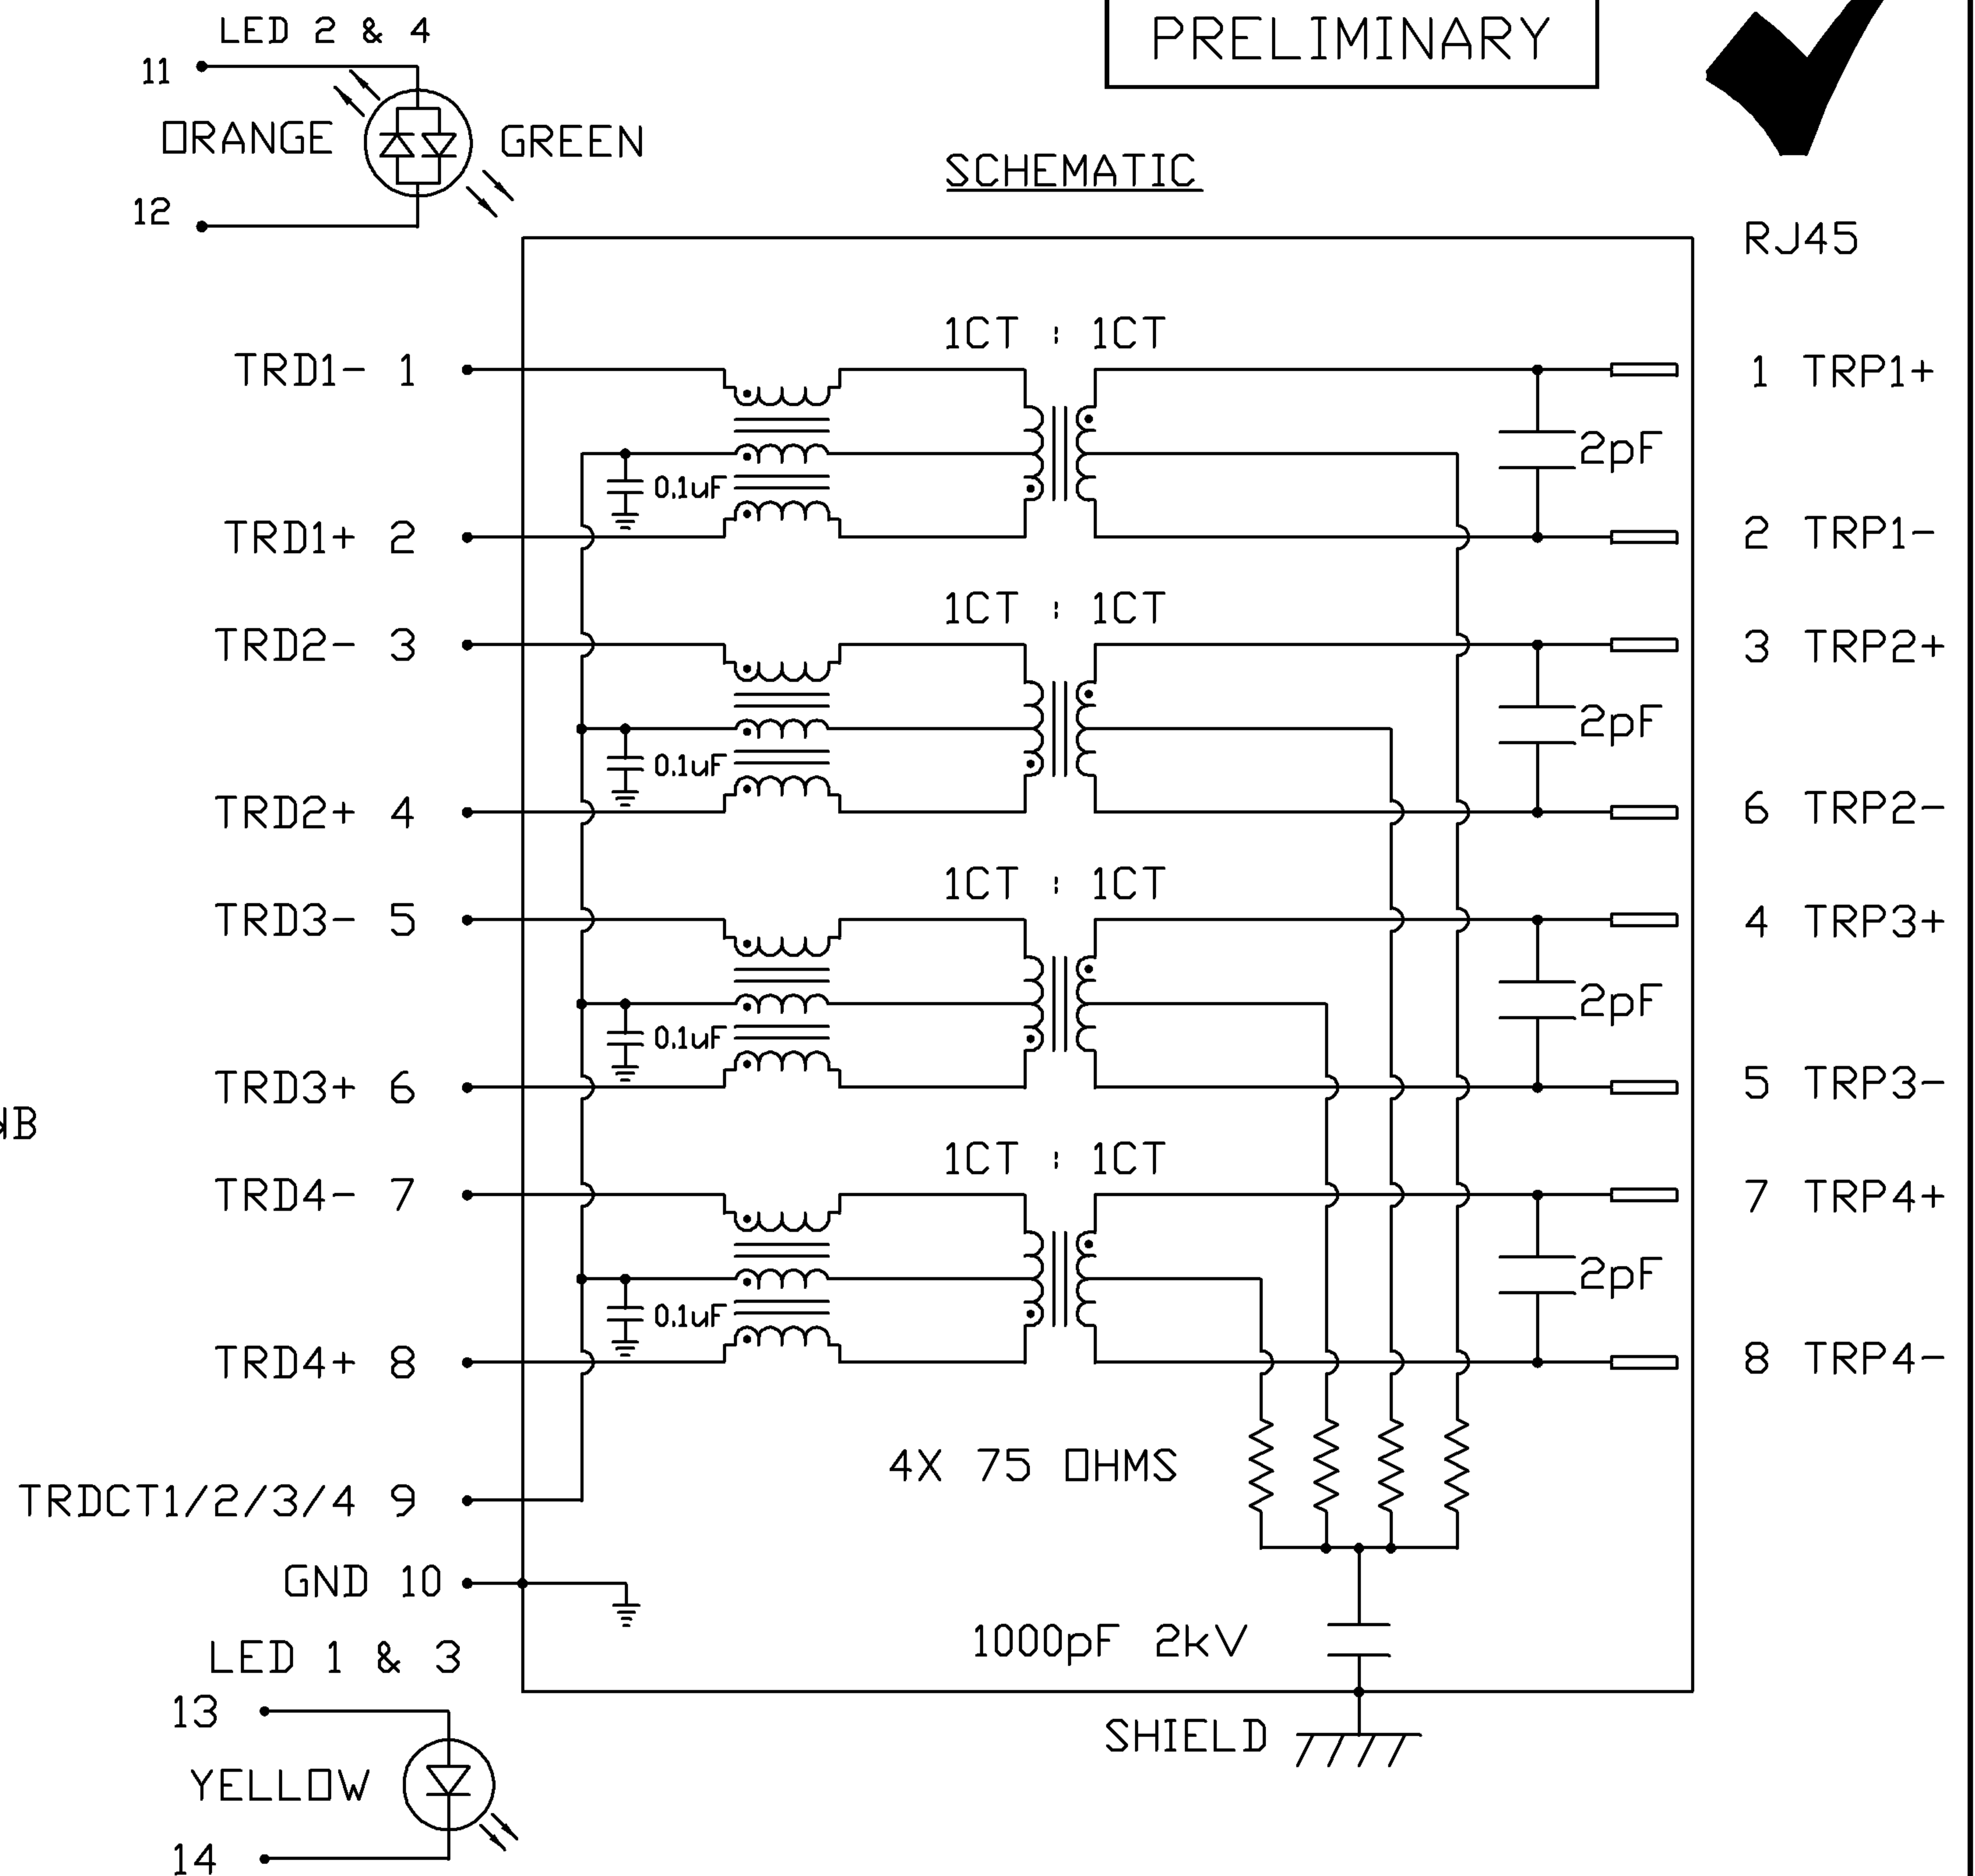 LED 2 & 4
PRELIMINARY
11
ORANGE
GREEN
SCHEMATIC
12
RJ45
1CT : 1CT
TRD1- 1
1 TRP1+
2pF
0.1uF
TRD1+ 2
2 TRP1-
1CT : 1CT
TRD2- 3
3 TRP2+
2pF
0.1uF
TRD2+ 4
6 TRP2-
1CT : 1CT
TRD3- 5
4 TRP3+
2pF
0.1uF
TRD3+ 6
5 TRP3-
1CT : 1CT
TRD4- 7
7 TRP4+
2pF
0.1uF
TRD4+ 8
8 TRP4-
4X 75 OHMS
TRDCT1/2/3/4 9
GND 10
1000pF 2kV
LED 1 & 3
13
SHIELD
YELLOW
14